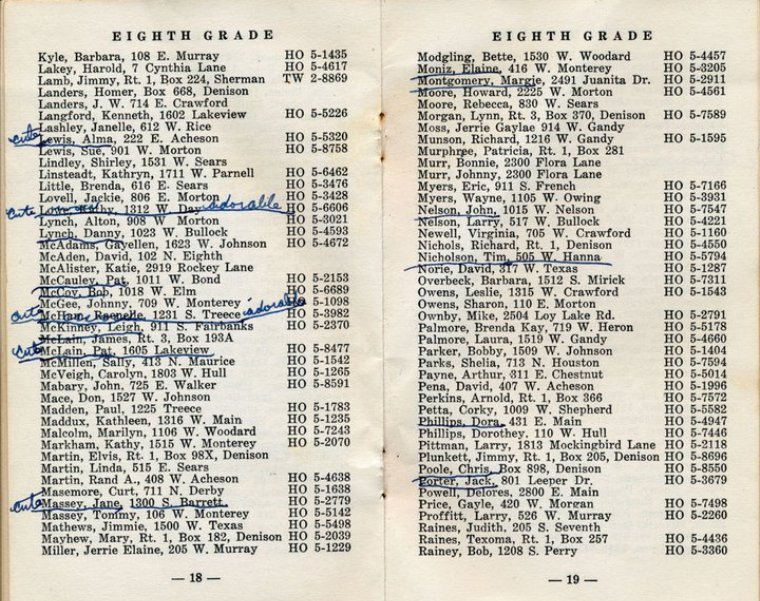 EIGHTH GRADE
Kyle, Barbara, 108 E. Murray HO 5-1435
Lakey, Harold, 7 Cynthia Lane HO 5-4617
Lamb, Jimmy, Rt. 1, Box 224, Sherman TW 2-8869
Landers, Homer, Box 668, Denison
Landers, J. W. 714 E. Crawford
Langford, Kenneth, 1602 Lakeview HO 5-5226
Lashley, Janelle, 612 W. Rice
cute Lewis, Alma, 222 E. Acheson HO 5-5320
Lewis, Sue, 901 W. Morton HO 5-8758
Lindley, Shirley, 1531 W. Sears
Linsteadt, Kathryn, 1711 W. Parnell HO 5-6462
Little, Brenda, 616 E. Sears HO 5-3476
Lovell, Jackie, 806 E. Morton HO 5-3428
cute Love, Kathy, 1312 W. Day adorable HO 5-6606
Lynch, Alton, 908 W Morton HO 5-3021
Lynch, Danny, 1023 W. Bullock HO 5-4593
McAdams, Gayellen, 1623 W. Johnson HO 5-4672
McAden, David, 102 N. Eighth
McAlister, Katie, 2919 Rockey Lane
McCauley, Pat, 1011 W. Bond HO 5-2153
McCoy, Bob, 1018 W. Elm HO 5-6689
McGee, Johnny, 709 W. Monterey HO 5-1098
cute 1231 S. Treece adorable HO 5-3982
McKinney, Leigh, 911 S. Fairbanks HO 5-2370
McLain, James, Rt. 3, Box 193A
cute McLain, Pat, 1605 Lakeview HO 5-8477
McMillen, Sally, 413 N. Maurice HO 5-1542
McVeigh, Carolyn, 1803 W. Hull HO 5-1265
Mabary, John, 725 E. Walker HO 5-8591
Mace, Don, 1527 W. Johnson
Madden, Paul, 1225 Treece HO 5-1783
Maddux, Kathleen, 1316 W. Main HO 5-1235
Malcolm, Marilyn, 1106 W. Woodard HO 5-7243
Markham, Kathy, 1515 W. Monterey HO 5-2070
Martin, Elvis, Rt. 1, Box 98X, Denison
Martin, Linda, 515 E. Sears
Martin, Rand A., 408 W. Acheson HO 5-4638
Masemore, Curt, 711 N. Derby HO 5-1638
cute Massey, Jane, 1300 S. Barrett HO 5-2779
Massey, Tommy, 106 W. Monterey HO 5-5142
Mathews, Jimmie, 1500 W. Texas HO 5-5498
Mayhew, Mary, Rt. 1, Box 182, Denison HO 5-2039
Miller, Jerrie Elaine, 205 W. Murray HO 5-1229
— 18 —
EIGHTH GRADE
Modgling, Bette, 1530 W. Woodard HO 5-4457
Moniz, Elaine, 416 W. Monterey HO 5-3205
Montgomery, Margie, 2491 Juanita Dr. HO 5-2911
Moore, Howard, 2225 W. Morton HO 5-4561
Moore, Rebecca, 830 W. Sears
Morgan, Lynn, Rt. 3, Box 370, Denison HO 5-7589
Moss, Jerrie Gaylae 914 W. Gandy
Munson, Richard, 1216 W. Gandy HO 5-1595
Murphree, Patricia, Rt. 1, Box 281
Murr, Bonnie, 2300 Flora Lane
Murr, Johnny, 2300 Flora Lane
Myers, Eric, 911 S. French HO 5-7166
Myers, Wayne, 1105 W. Owing HO 5-3931
Nelson, John, 1015 W. Nelson HO 5-7547
Nelson, Larry, 517 W. Bullock HO 5-4221
Newell, Virginia, 705 W. Crawford HO 5-1160
Nichols, Richard, Rt. 1, Denison HO 5-4550
Nicholson, Tim, 505 W. Hanna HO 5-5794
Norie, David, 317 W. Texas HO 5-1287
Overbeck, Barbara, 1512 S. Mirick HO 5-7311
Owens, Leslie, 1315 W. Crawford HO 5-1543
Owens, Sharon, 110 E. Morton
Ownby, Mike, 2504 Loy Lake Rd. HO 5-2791
Palmore, Brenda Kay, 719 W. Heron HO 5-5178
Palmore, Laura, 1519 W. Gandy HO 5-4660
Parker, Bobby, 1509 W. Johnson HO 5-1404
Parks, Shelia, 713 N. Houston HO 5-7594
Payne, Arthur, 311 E. Chestnut HO 5-5014
Pena, David, 407 W. Acheson HO 5-1996
Perkins, Arnold, Rt. 1, Box 366 HO 5-7572
Petta, Corky, 1009 W. Shepherd HO 5-5582
Phillips, Dora, 431 E. Main HO 5-4947
Phillips, Dorothey, 110 W. Hull HO 5-7446
Pittman, Larry, 1813 Mockingbird Lane HO 5-2118
Plunkett, Jimmy, Rt. 1, Box 205, Denison HO 5-8696
Poole, Chris, Box 898, Denison HO 5-8550
Porter, Jack, 801 Leeper Dr. HO 5-3679
Powell, Delores, 2800 E. Main
Price, Gayle, 420 W. Morgan HO 5-7498
Proffitt, Larry, 526 W. Murray HO 5-2260
Raines, Judith, 205 S. Seventh
Raines, Texoma, Rt. 1, Box 257 HO 5-4436
Rainey, Bob, 1208 S. Perry HO 5-3360
— 19 —